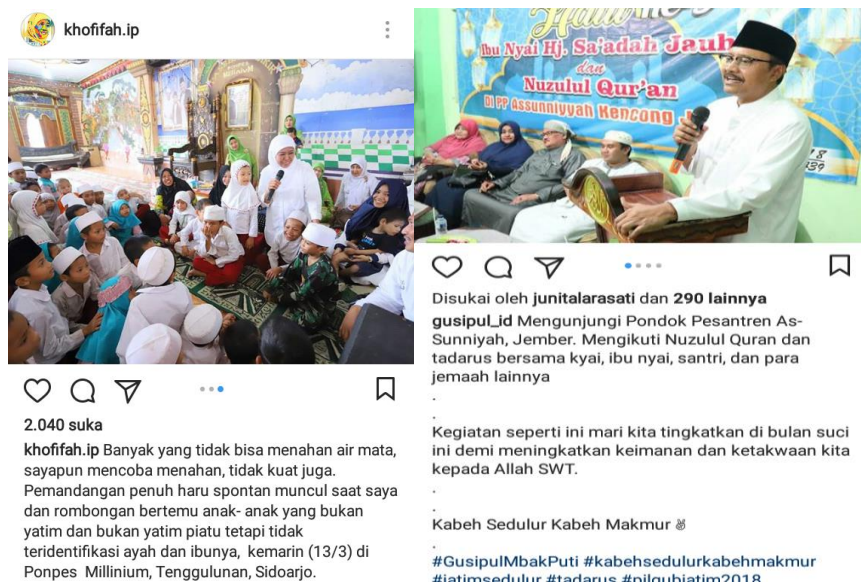 khofifah.ip
2.040 suka
khofifah.ip Banyak yang tidak bisa menahan air mata,
sayapun mencoba menahan, tidak kuat juga.
Pemandangan penuh haru spontan muncul saat saya
dan rombongan bertemu anak- anak yang bukan
yatim dan bukan yatim piatu tetapi tidak
teridentifikasi ayah dan ibunya, kemarin (13/3) di
Ponpes Millinium, Tenggulunan, Sidoarjo.
Ibu Nyai Hj. Sa'adah Jauh
dan
Nuzulul Qur'an
Di PP Assunniyyah Kencong
Disukai oleh junitalarasati dan 290 lainnya
gusipul_id Mengunjungi Pondok Pesantren As-
Sunniyah, Jember. Mengikuti Nuzulul Quran dan
tadarus bersama kyai, ibu nyai, santri, dan para
jemaah lainnya
.
.
Kegiatan seperti ini mari kita tingkatkan di bulan suci
ini demi meningkatkan keimanan dan ketakwaan kita
kepada Allah SWT.
.
.
Kabeh Sedulur Kabeh Makmur ✌
.
#GusipulMbakPuti #kabehsedulurkabehmakmur
#jatimsedulur #tadarus #pilgubjatim2018